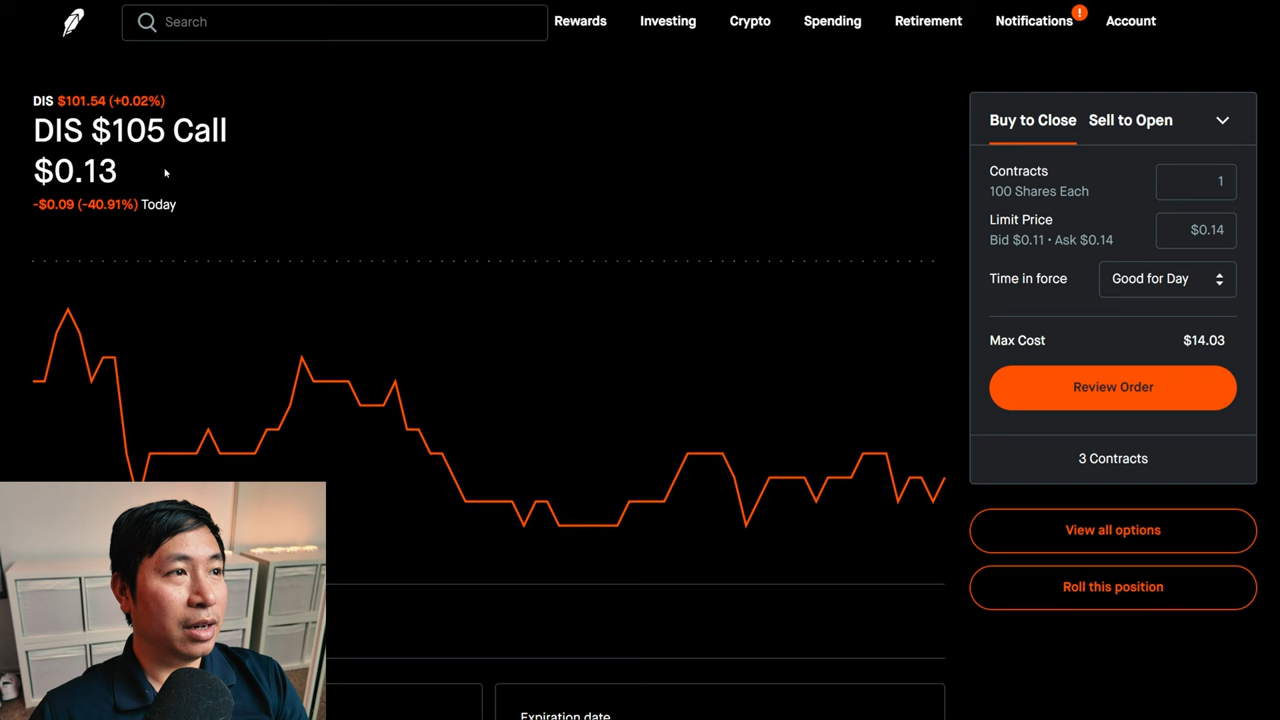 Search
Rewards
Investing
Crypto
Spending
Retirement
Notifications
!
Account
DIS $101.54 (+0.02%)
DIS $105 Call
$0.13
-$0.09 (-40.91%) Today
Buy to Close
Sell to Open
Contracts
100 Shares Each
1
Limit Price
Bid $0.11 • Ask $0.14
$0.14
Time in force
Good for Day
Max Cost
$14.03
Review Order
3 Contracts
View all options
Roll this position
Expiration date